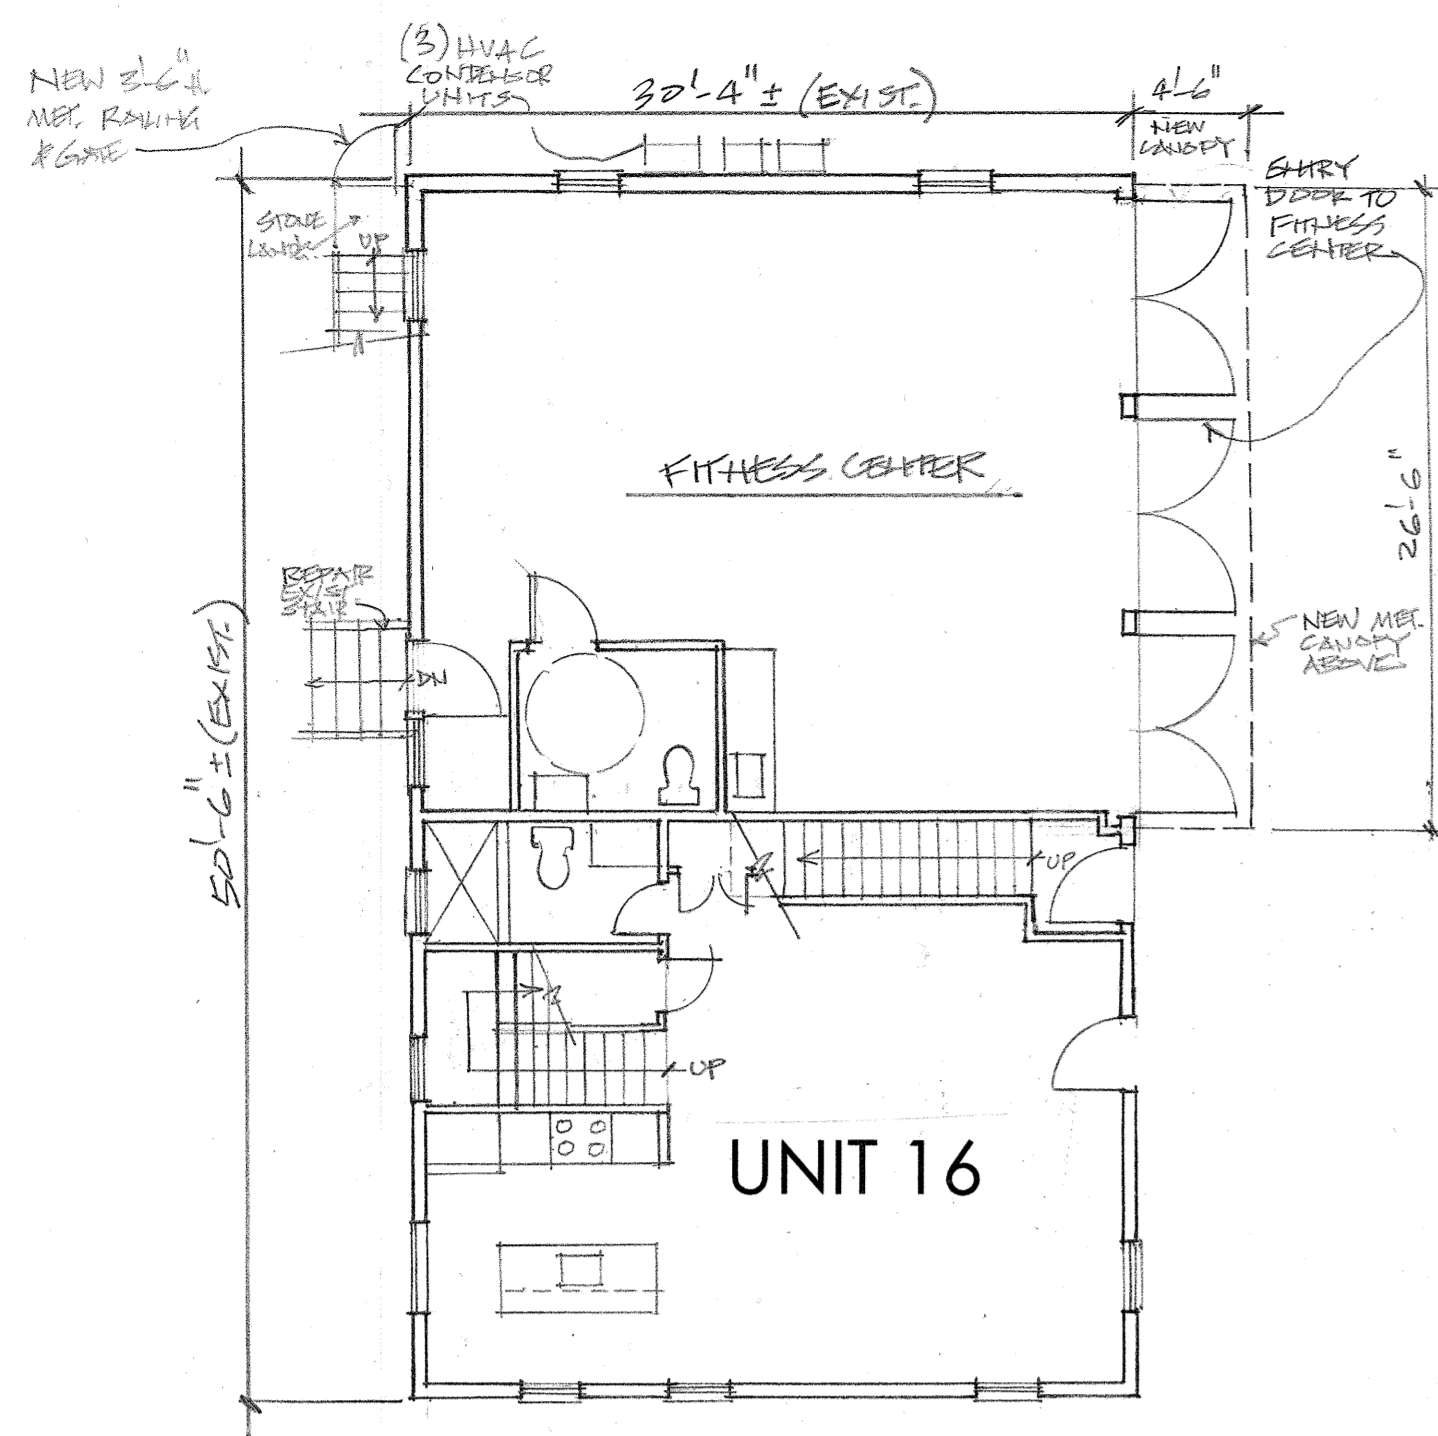 (3) HVAC
CONDENSOR
UNITS
NEW 3'-6" H.
MET. RAILING
& GATE
30'-4" ± (EXIST.)
4'-6"
NEW
CANOPY
ENTRY
DOOR TO
FITNESS
CENTER
STONE
UP
FITNESS CENTER
26'-6"
REPAIR
EXIST.
STAIR
DN
NEW MET.
CANOPY
ABOVE
50'-6" ± (EXIST.)
UP
UP
UNIT 16